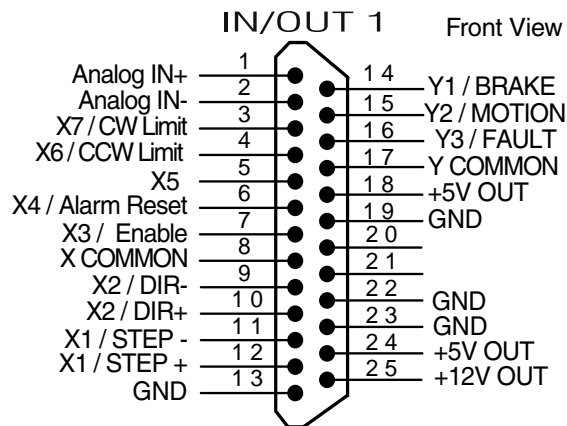 IN/OUT 1 Front View
1 Analog IN+
2 Analog IN-
3 X7 / CW Limit
4 X6 / CCW Limit
5 X5
6 X4 / Alarm Reset
7 X3 / Enable
8 X COMMON
9 X2 / DIR-
10 X2 / DIR+
11 X1 / STEP -
12 X1 / STEP +
13 GND
14 Y1 / BRAKE
15 Y2 / MOTION
16 Y3 / FAULT
17 Y COMMON
18 +5V OUT
19 GND
20
21
22 GND
23 GND
24 +5V OUT
25 +12V OUT